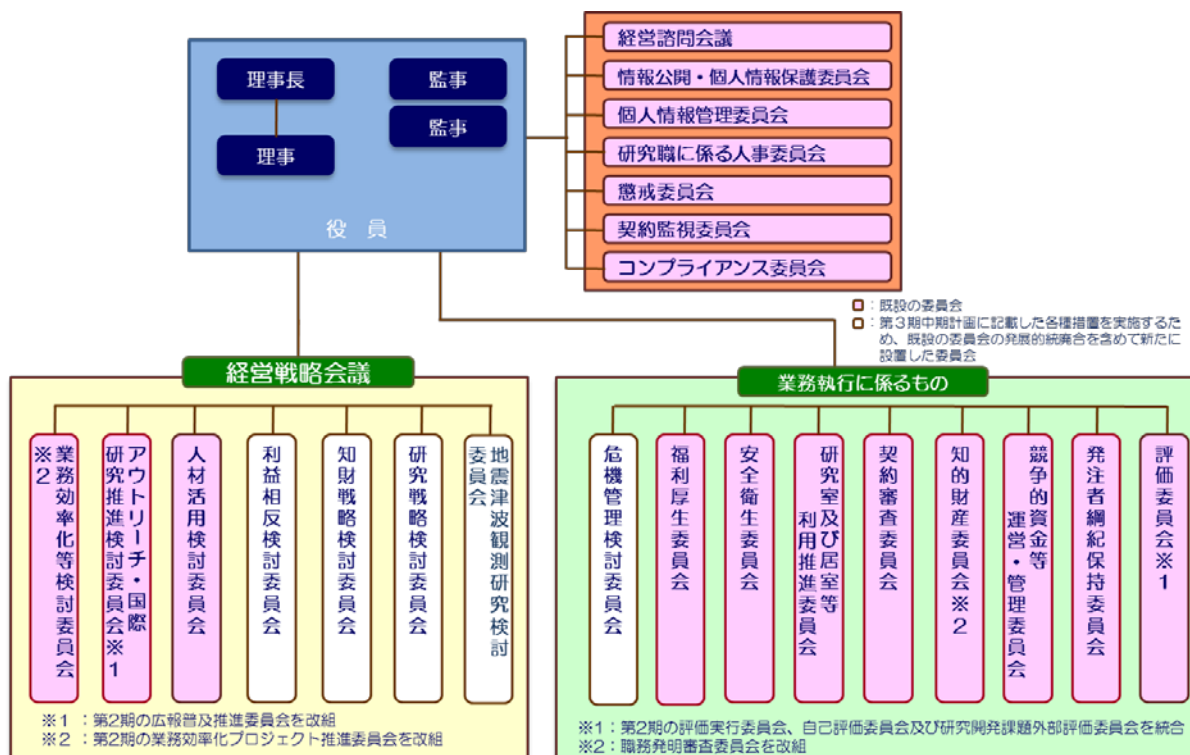 理事長
監事
監事
理事
役 員
経営諮問会議
情報公開・個人情報保護委員会
個人情報管理委員会
研究職に係る人事委員会
懲戒委員会
契約監視委員会
コンプライアンス委員会
：既設の委員会
：第３期中期計画に記載した各種措置を実施するた
め、既設の委員会の発展的統廃合を含めて新たに
設置した委員会
経営戦略会議
業務効率化等検討委員会
※２
アウトリーチ・国際
研究推進検討委員会※１
人材活用検討委員会
利益相反検討委員会
知財戦略検討委員会
研究戦略検討委員会
地震津波観測研究検討
委員会
※１：第2期の広報普及推進委員会を改組
※２：第2期の業務効率化プロジェクト推進委員会を改組
業務執行に係るもの
危機管理検討委員会
福利厚生委員会
安全衛生委員会
研究室及び居室等
利用推進委員会
契約審査委員会
知的財産委員会※２
競争的資金等
運営・管理委員会
発注者綱紀保持委員会
評価委員会※１
※１：第2期の評価実行委員会、自己評価委員会及び研究開発課題外部評価委員会を統合
※２：職務発明審査委員会を改組